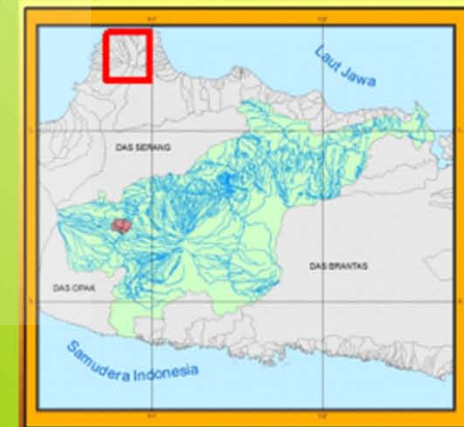 Laut Jawa
DAS SERANG
DAS BRANTAS
DAS OPAK
Samudera Indonesia